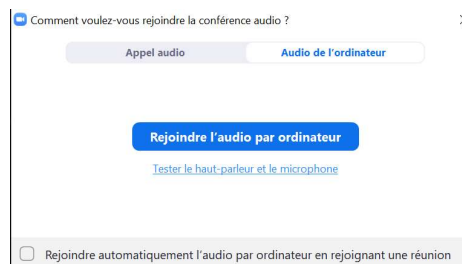 Comment voulez-vous rejoindre la conférence audio ?
Appel audio Audio de l'ordinateur
Rejoindre l'audio par ordinateur
Tester le haut-parleur et le microphone
Rejoindre automatiquement l'audio par ordinateur en rejoignant une réunion